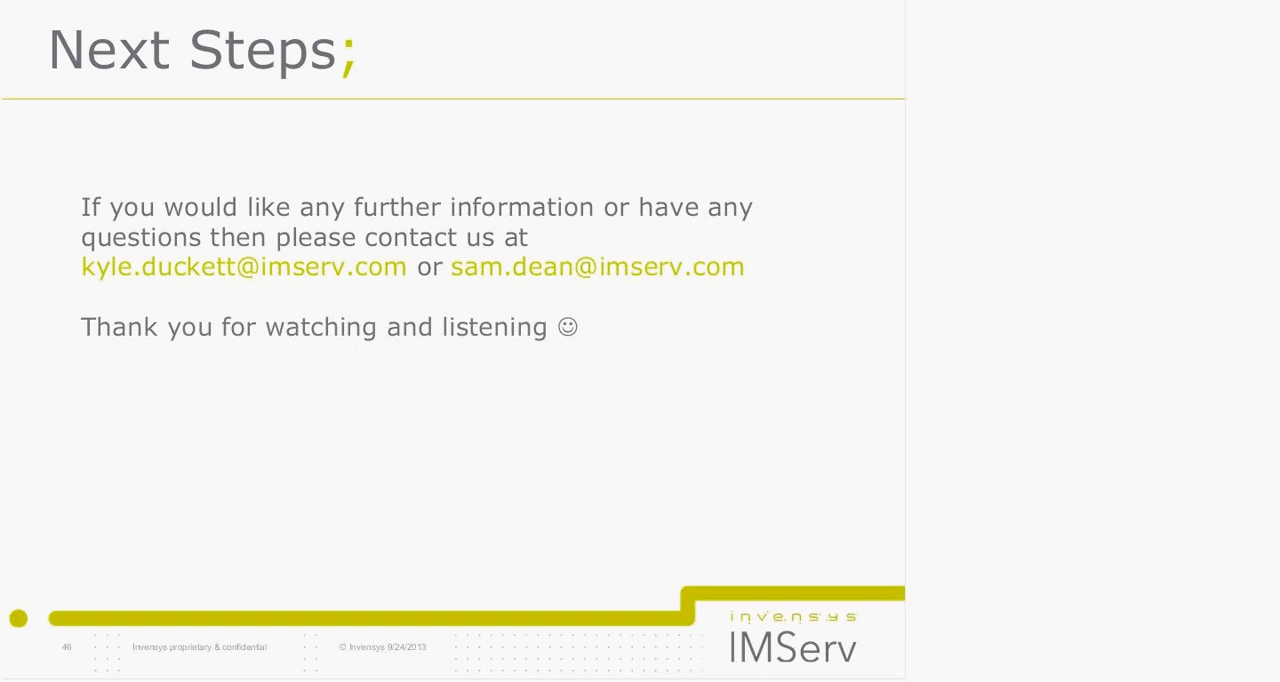 Next Steps;
If you would like any further information or have any
questions then please contact us at
kyle.duckett@imserv.com or sam.dean@imserv.com
Thank you for watching and listening ☺
invensys
IMServ
46 Invensys proprietary & confidential © Invensys 9/24/2013